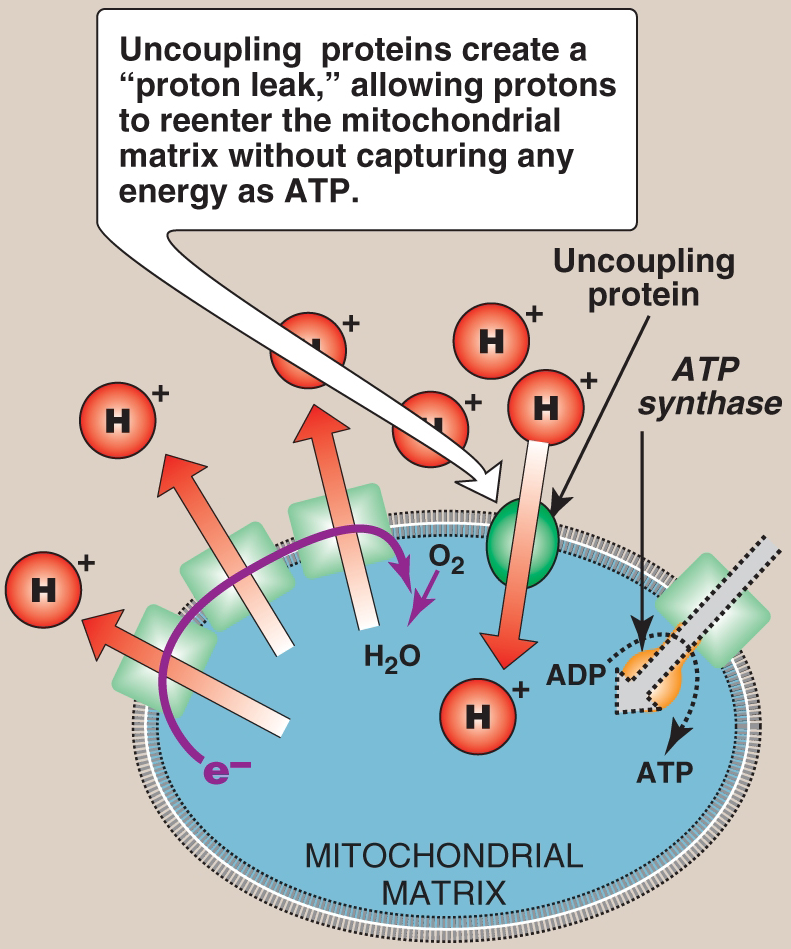 Uncoupling proteins create a
“proton leak,” allowing protons
to reenter the mitochondrial
matrix without capturing any
energy as ATP.
Uncoupling
protein
ATP
synthase
H+
H+
H+
H+
H+
H+
O2
H2O
ADP
H+
ATP
e−
MITOCHONDRIAL
MATRIX